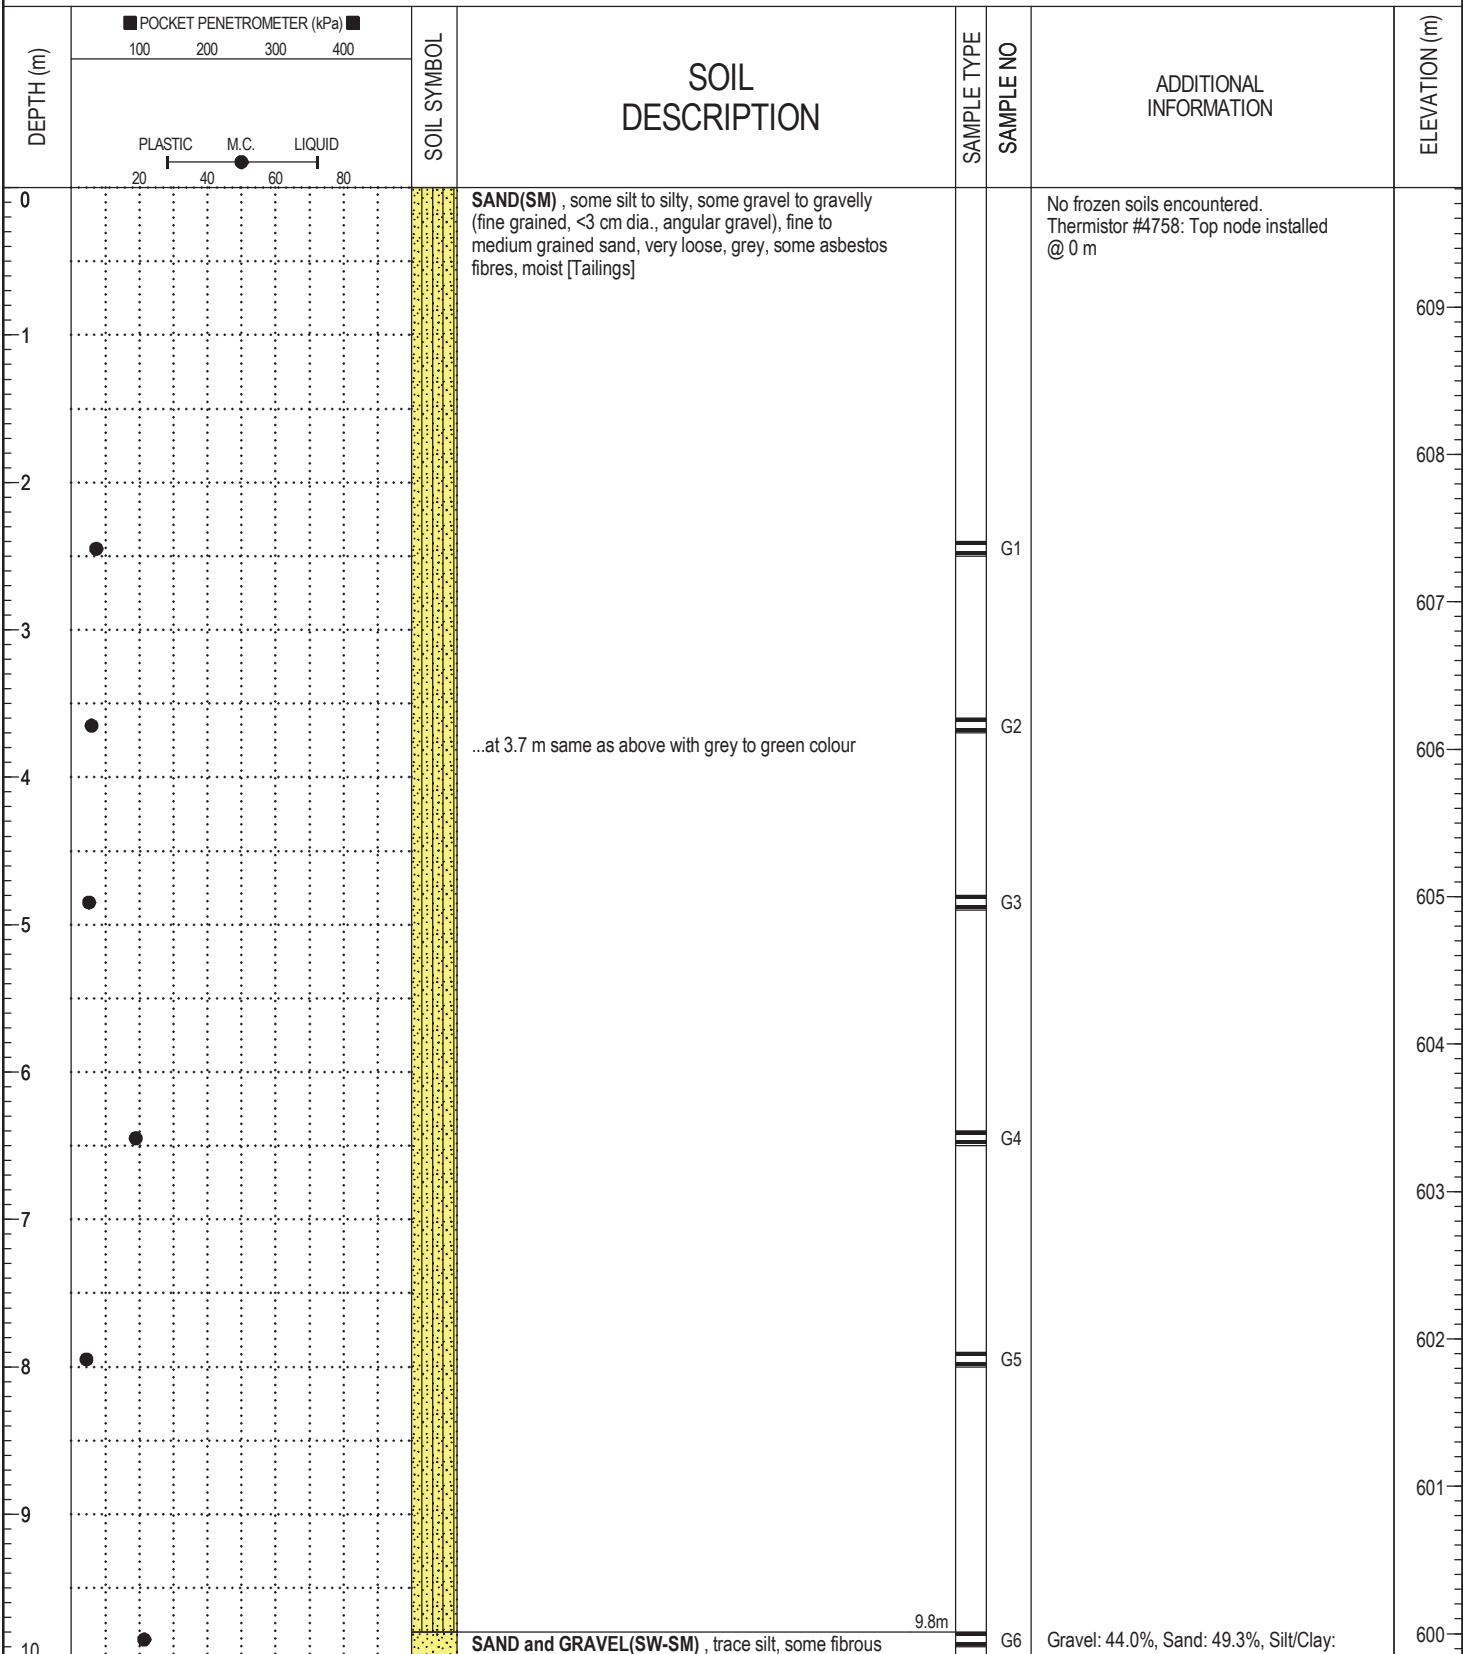 ■ POCKET PENETROMETER (kPa) ■
100 200 300 400
DEPTH (m)
PLASTIC M.C. LIQUID
20 40 60 80
SOIL SYMBOL
SOIL
DESCRIPTION
SAMPLE TYPE
SAMPLE NO
ADDITIONAL
INFORMATION
ELEVATION (m)
0
SAND(SM) , some silt to silty, some gravel to gravelly
(fine grained, <3 cm dia., angular gravel), fine to
medium grained sand, very loose, grey, some asbestos
fibres, moist [Tailings]
No frozen soils encountered.
Thermistor #4758: Top node installed
@ 0 m
609
1
608
2
G1
607
3
G2
...at 3.7 m same as above with grey to green colour
606
4
G3
605
5
604
6
G4
603
7
602
G5
8
601
9
9.8m
10
SAND and GRAVEL(SW-SM) , trace silt, some fibrous
G6
Gravel: 44.0%, Sand: 49.3%, Silt/Clay:
600